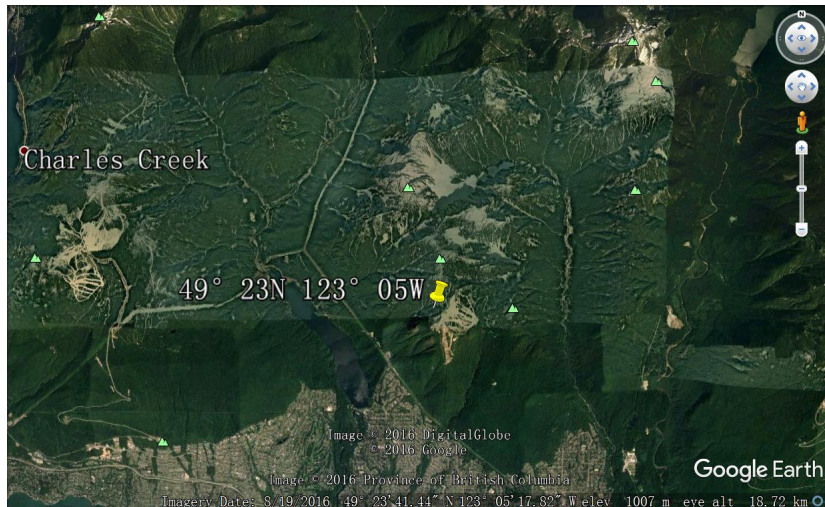 N
Charles Creek
49° 23N 123° 05W
Image © 2016 DigitalGlobe
© 2016 Google
Image © 2016 Province of British Columbia
Google Earth
Imagery Date: 8/19/2016 49° 23'41.44" N 123° 05'17.82" W elev 1007 m eye alt 18.72 km